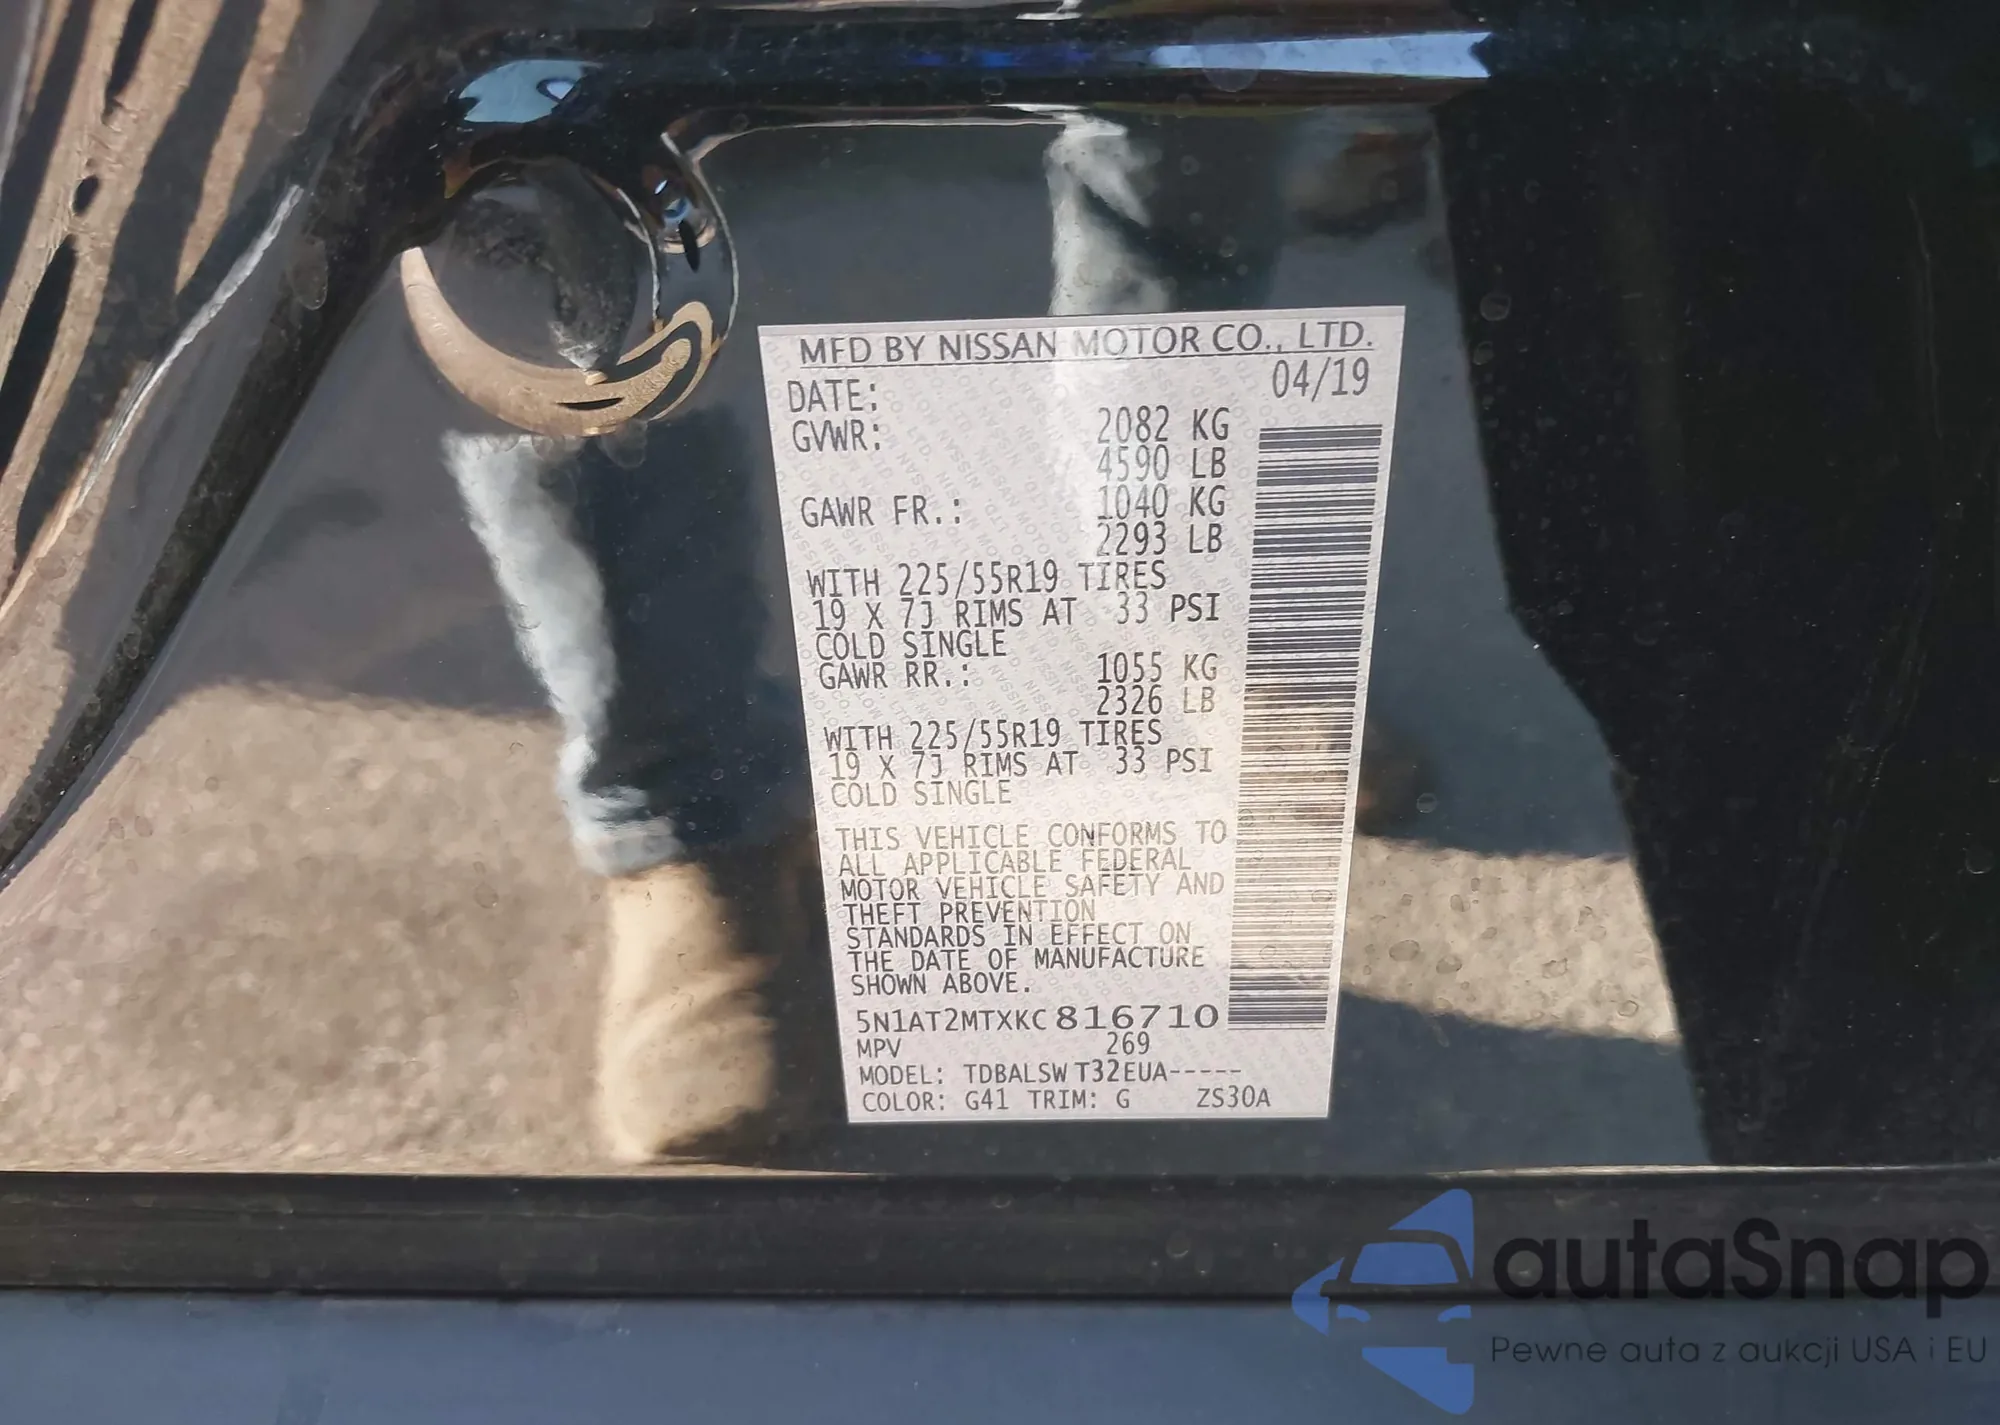 MFD BY NISSAN MOTOR CO., LTD.
DATE: 04/19
GVWR: 2082 KG
4590 LB
GAWR FR.: 1040 KG
2293 LB
WITH 225/55R19 TIRES
19 X 7J RIMS AT 33 PSI
COLD SINGLE
GAWR RR.: 1055 KG
2326 LB
WITH 225/55R19 TIRES
19 X 7J RIMS AT 33 PSI
COLD SINGLE
THIS VEHICLE CONFORMS TO
ALL APPLICABLE FEDERAL
MOTOR VEHICLE SAFETY AND
THEFT PREVENTION
STANDARDS IN EFFECT ON
THE DATE OF MANUFACTURE
SHOWN ABOVE.
5N1AT2MTXKC816710
MPV 269
MODEL: TDBALSW T32EUA-----
COLOR: G41 TRIM: G ZS30A
autaSnap
Pewne auta z aukcji USA i EU